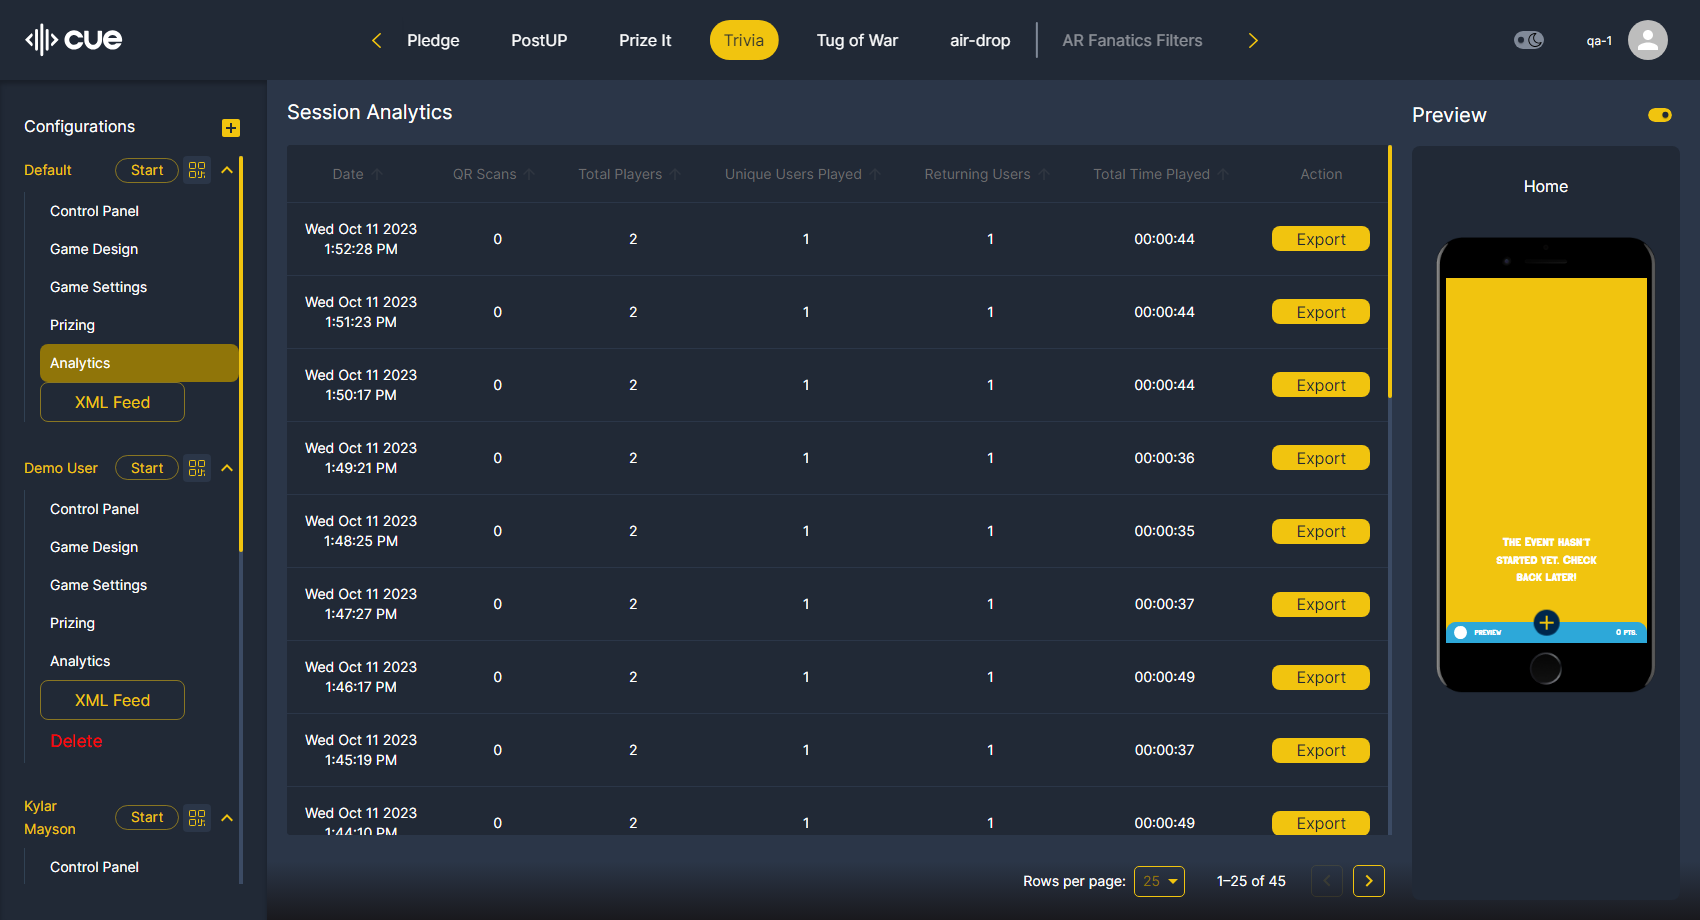 cue
Pledge
PostUP
Prize It
Trivia
Tug of War
air-drop
AR Fanatics Filters
qa-1
Configurations
Default
Start
Control Panel
Game Design
Game Settings
Prizing
Analytics
XML Feed
Demo User
Start
Control Panel
Game Design
Game Settings
Prizing
Analytics
XML Feed
Delete
Kylar
Mayson
Start
Control Panel
Session Analytics
Date QR Scans Total Players Unique Users Played Returning Users Total Time Played Action
Wed Oct 11 2023
1:52:28 PM 0 2 1 1 00:00:44 Export
Wed Oct 11 2023
1:51:23 PM 0 2 1 1 00:00:44 Export
Wed Oct 11 2023
1:50:17 PM 0 2 1 1 00:00:44 Export
Wed Oct 11 2023
1:49:21 PM 0 2 1 1 00:00:36 Export
Wed Oct 11 2023
1:48:25 PM 0 2 1 1 00:00:35 Export
Wed Oct 11 2023
1:47:27 PM 0 2 1 1 00:00:37 Export
Wed Oct 11 2023
1:46:17 PM 0 2 1 1 00:00:49 Export
Wed Oct 11 2023
1:45:19 PM 0 2 1 1 00:00:37 Export
Wed Oct 11 2023
1:44:10 PM 0 2 1 1 00:00:49 Export
Rows per page: 25 1–25 of 45
Preview
Home
The Event hasn't
started yet. Check
back later!
Preview
0 pts.